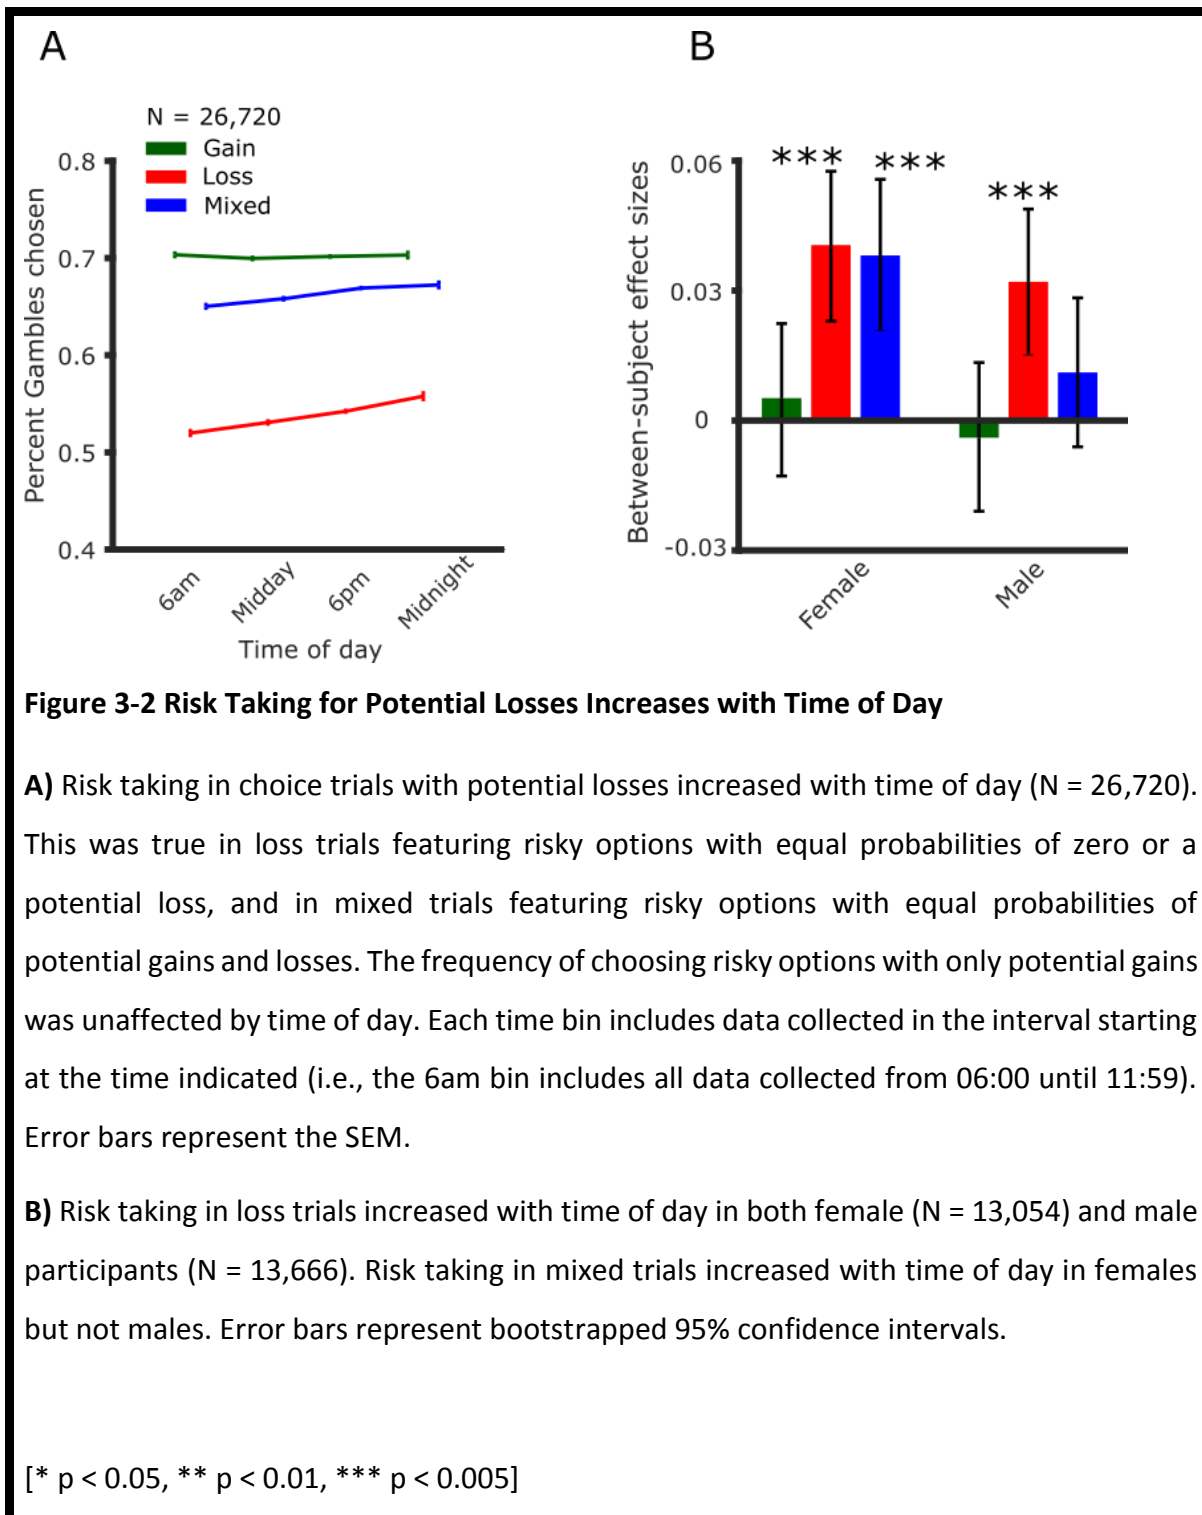 A
B
N = 26,720
Gain
Loss
Mixed
Percent Gambles chosen
0.8
0.7
0.6
0.5
0.4
6am
Midday
6pm
Midnight
Time of day
Between-subject effect sizes
0.06
0.03
0
-0.03
*** ***
***
Female
Male
Figure 3-2 Risk Taking for Potential Losses Increases with Time of Day
A) Risk taking in choice trials with potential losses increased with time of day (N = 26,720).
This was true in loss trials featuring risky options with equal probabilities of zero or a
potential loss, and in mixed trials featuring risky options with equal probabilities of
potential gains and losses. The frequency of choosing risky options with only potential gains
was unaffected by time of day. Each time bin includes data collected in the interval starting
at the time indicated (i.e., the 6am bin includes all data collected from 06:00 until 11:59).
Error bars represent the SEM.
B) Risk taking in loss trials increased with time of day in both female (N = 13,054) and male
participants (N = 13,666). Risk taking in mixed trials increased with time of day in females
but not males. Error bars represent bootstrapped 95% confidence intervals.
[* p < 0.05, ** p < 0.01, *** p < 0.005]